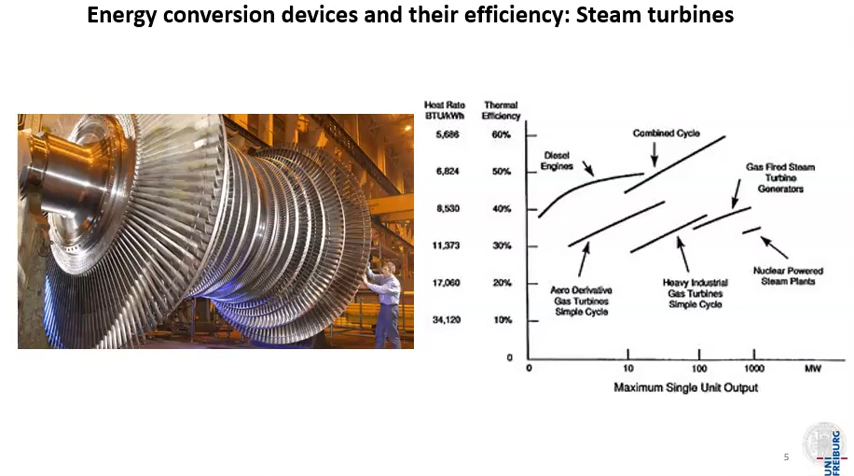 Energy conversion devices and their efficiency: Steam turbines
Heat Rate
BTU/kWh
Thermal
Efficiency
5,686
60%
6,824
50%
8,530
40%
11,373
30%
17,060
20%
34,120
10%
0
Diesel
Engines
Combined Cycle
Gas Fired Steam
Turbine
Generators
Aero Derivative
Gas Turbines
Simple Cycle
Heavy Industrial
Gas Turbines
Simple Cycle
Nuclear Powered
Steam Plants
0
10
100
1000
MW
Maximum Single Unit Output
5
UNI
FREIBURG